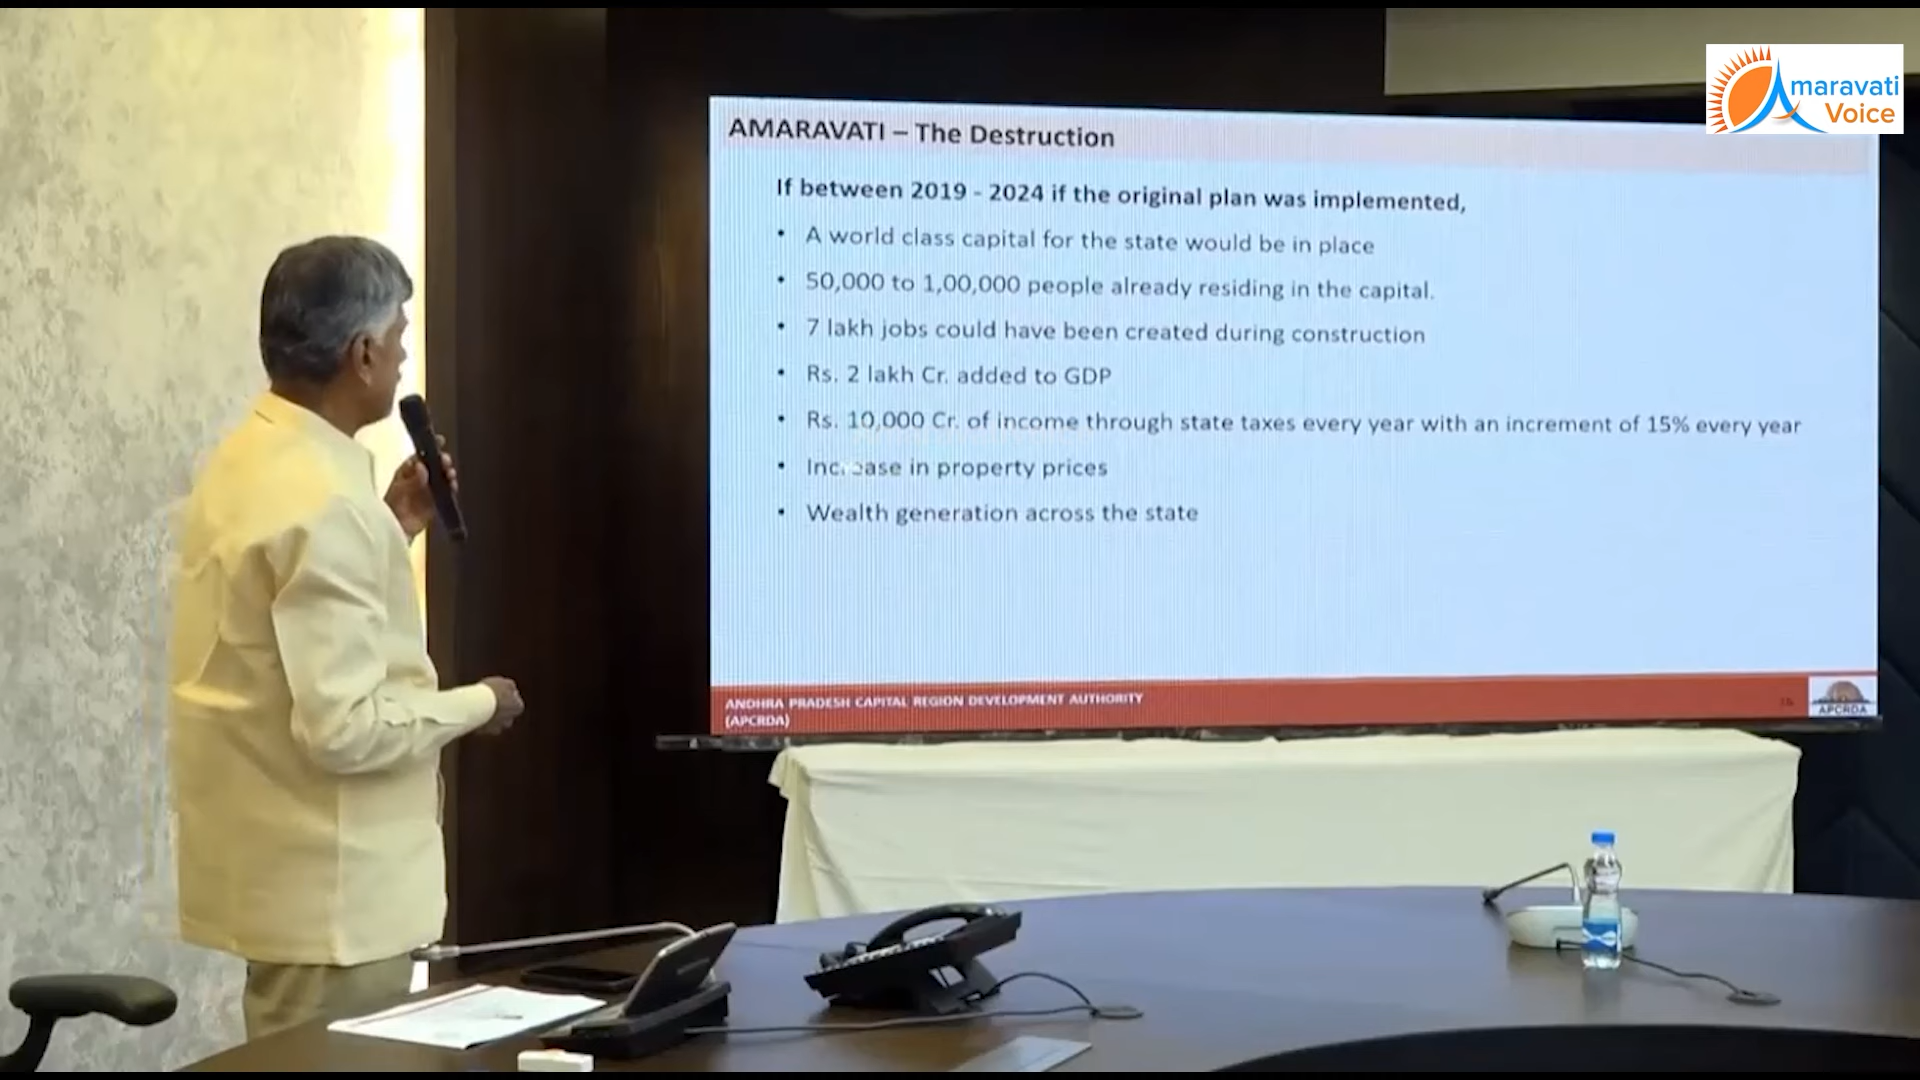 Amaravati
Voice
AMARAVATI – The Destruction
If between 2019 - 2024 if the original plan was implemented,
• A world class capital for the state would be in place
• 50,000 to 1,00,000 people already residing in the capital.
• 7 lakh jobs could have been created during construction
• Rs. 2 lakh Cr. added to GDP
• Rs. 10,000 Cr. of income through state taxes every year with an increment of 15% every year
• Increase in property prices
• Wealth generation across the state
ANDHRA PRADESH CAPITAL REGION DEVELOPMENT AUTHORITY
(APCRDA)
APCRDA